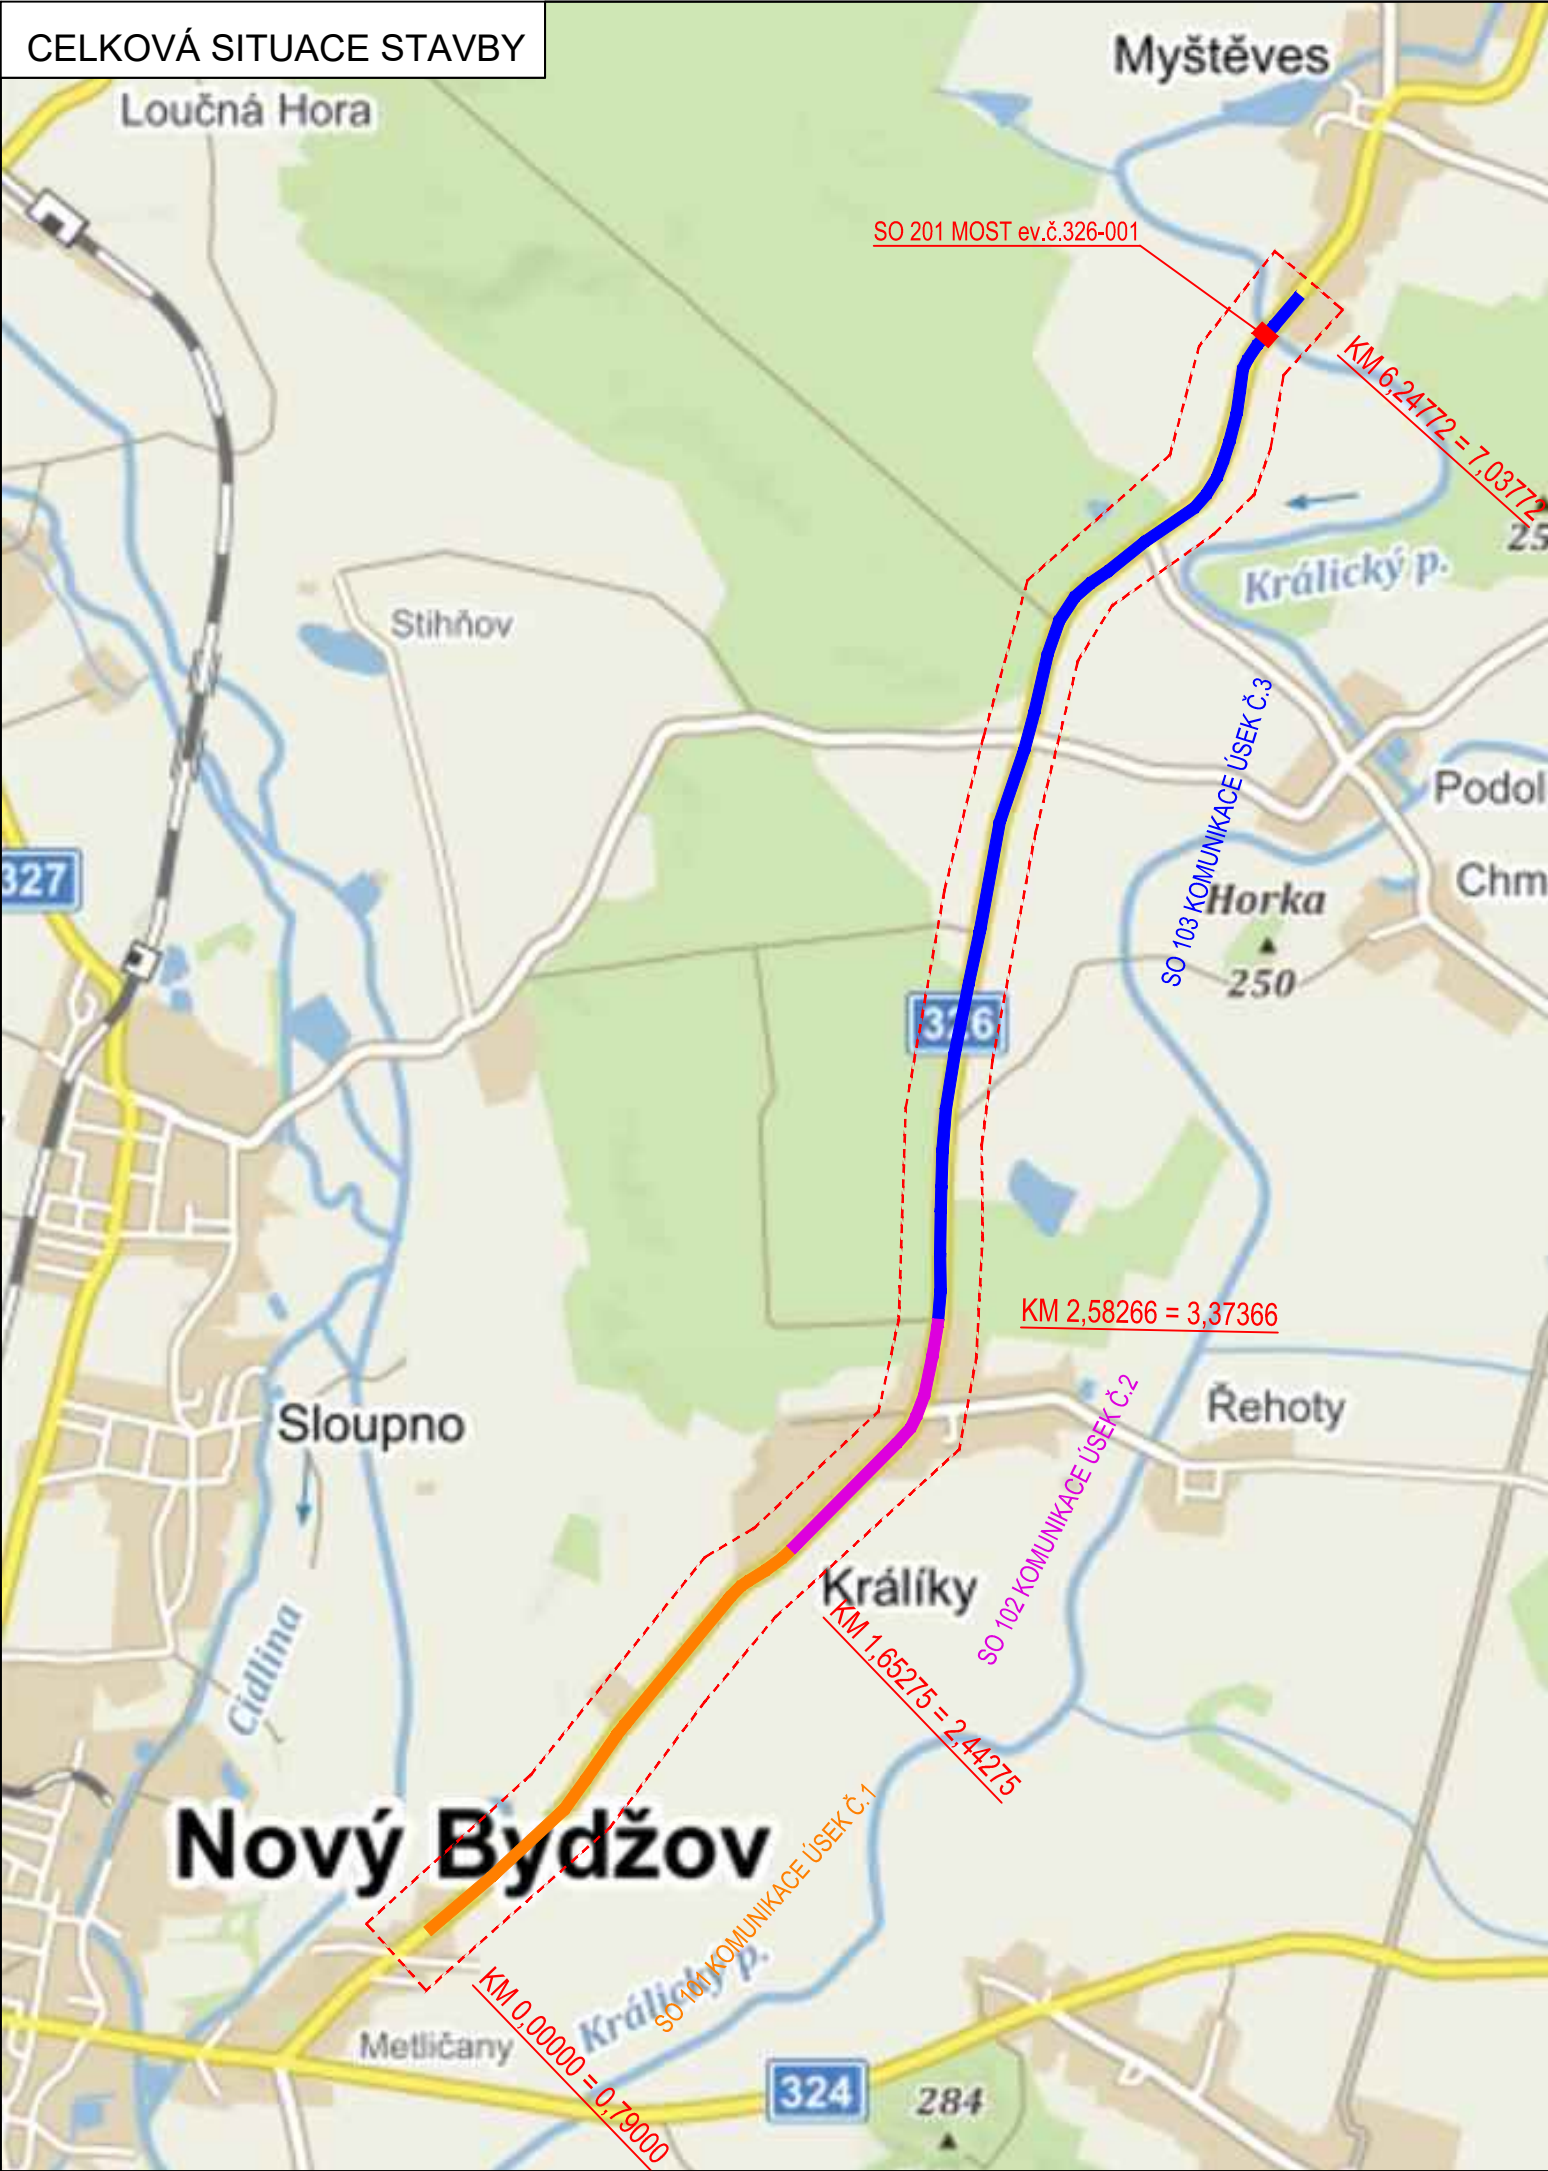 CELKOVÁ SITUACE STAVBY
Myštěves
Loučná Hora
SO 201 MOST ev.č.326-001
KM 6,24772 = 7,03772
25
Králický p.
Stihňov
SO 103 KOMUNIKACE ÚSEK Č.3
Podol
327
Chm
Horka
250
326
KM 2,58266 = 3,37366
Řehoty
Sloupno
SO 102 KOMUNIKACE ÚSEK Č.2
Králíky
KM 1,65275 = 2,44275
Cidlina
Nový Bydžov
SO 101 KOMUNIKACE ÚSEK Č.1
Králický p.
KM 0,00000 = 0,79000
Metličany
324
284